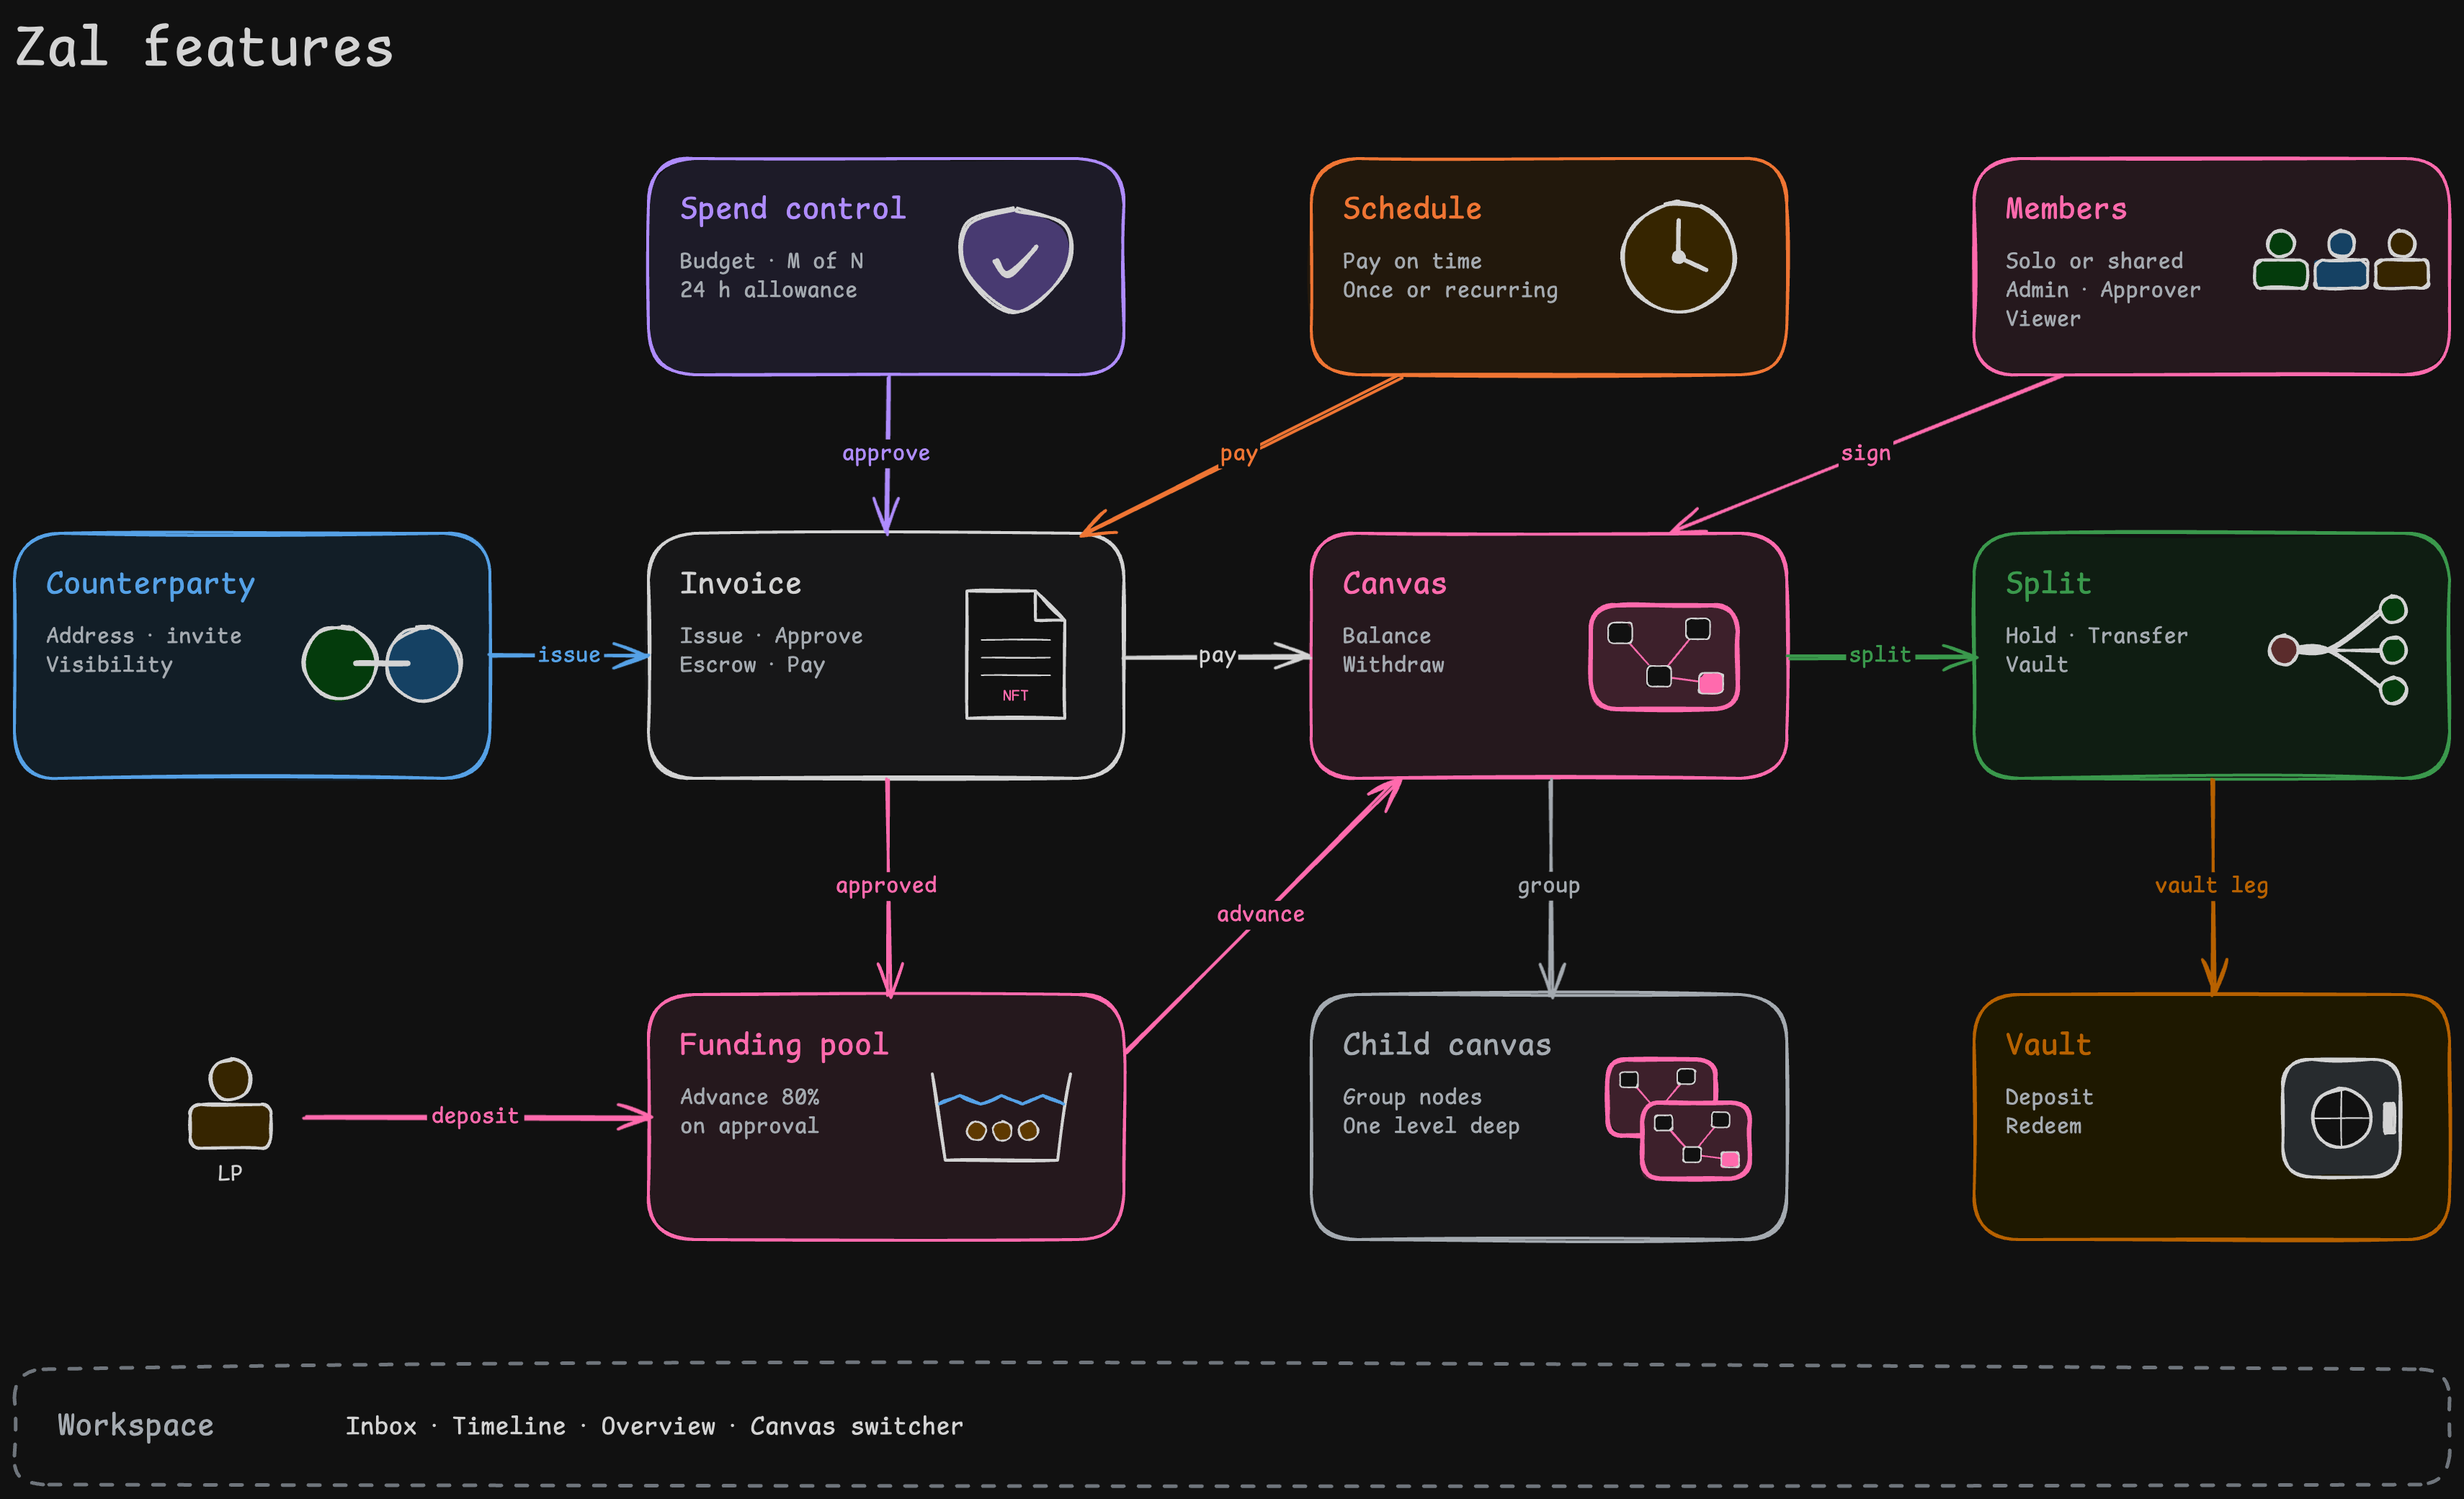 Zal features
Spend control
Budget · M of N
24 h allowance
Schedule
Pay on time
Once or recurring
Members
Solo or shared
Admin · Approver
Viewer
approve
pay
sign
Counterparty
Address · invite
Visibility
issue
Invoice
Issue · Approve
Escrow · Pay
NFT
pay
Canvas
Balance
Withdraw
split
Split
Hold · Transfer
Vault
approved
advance
group
vault leg
LP
deposit
Funding pool
Advance 80%
on approval
Child canvas
Group nodes
One level deep
Vault
Deposit
Redeem
Workspace
Inbox · Timeline · Overview · Canvas switcher